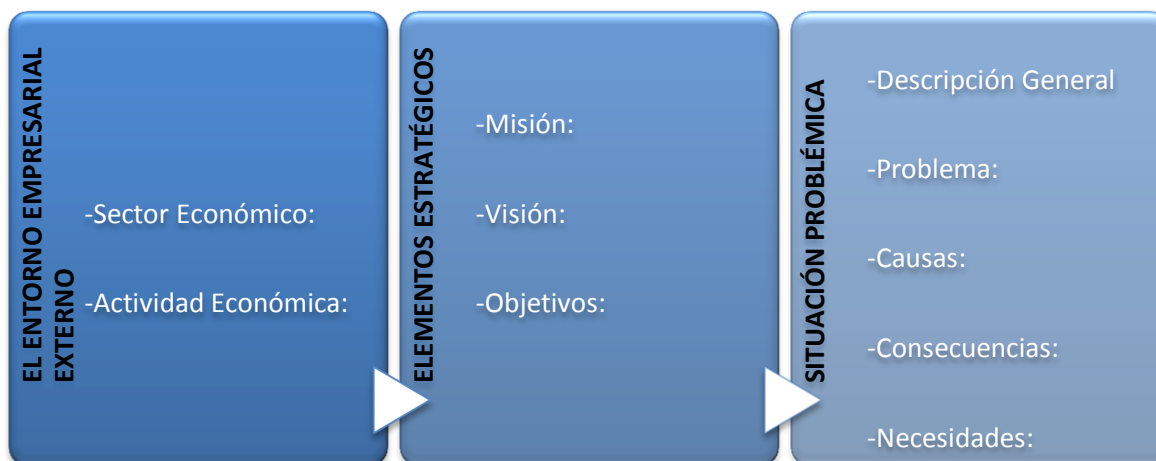 EL ENTORNO EMPRESARIAL
EXTERNO
-Sector Económico:
-Actividad Económica:
ELEMENTOS ESTRATÉGICOS
-Misión:
-Visión:
-Objetivos:
SITUACIÓN PROBLÉMICA
-Descripción General
-Problema:
-Causas:
-Consecuencias:
-Necesidades: